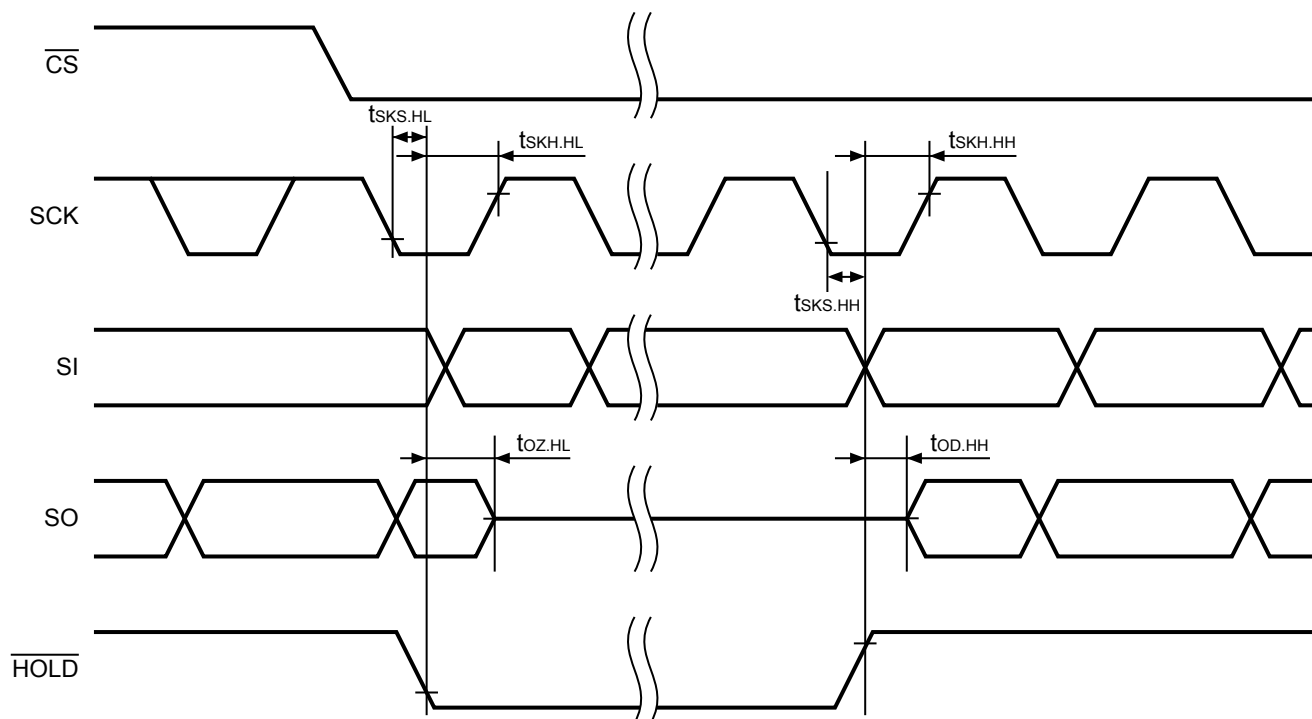 CS
tSKS.HL
tSKH.HL
tSKH.HH
SCK
tSKS.HH
SI
tOZ.HL
tOD.HH
SO
HOLD